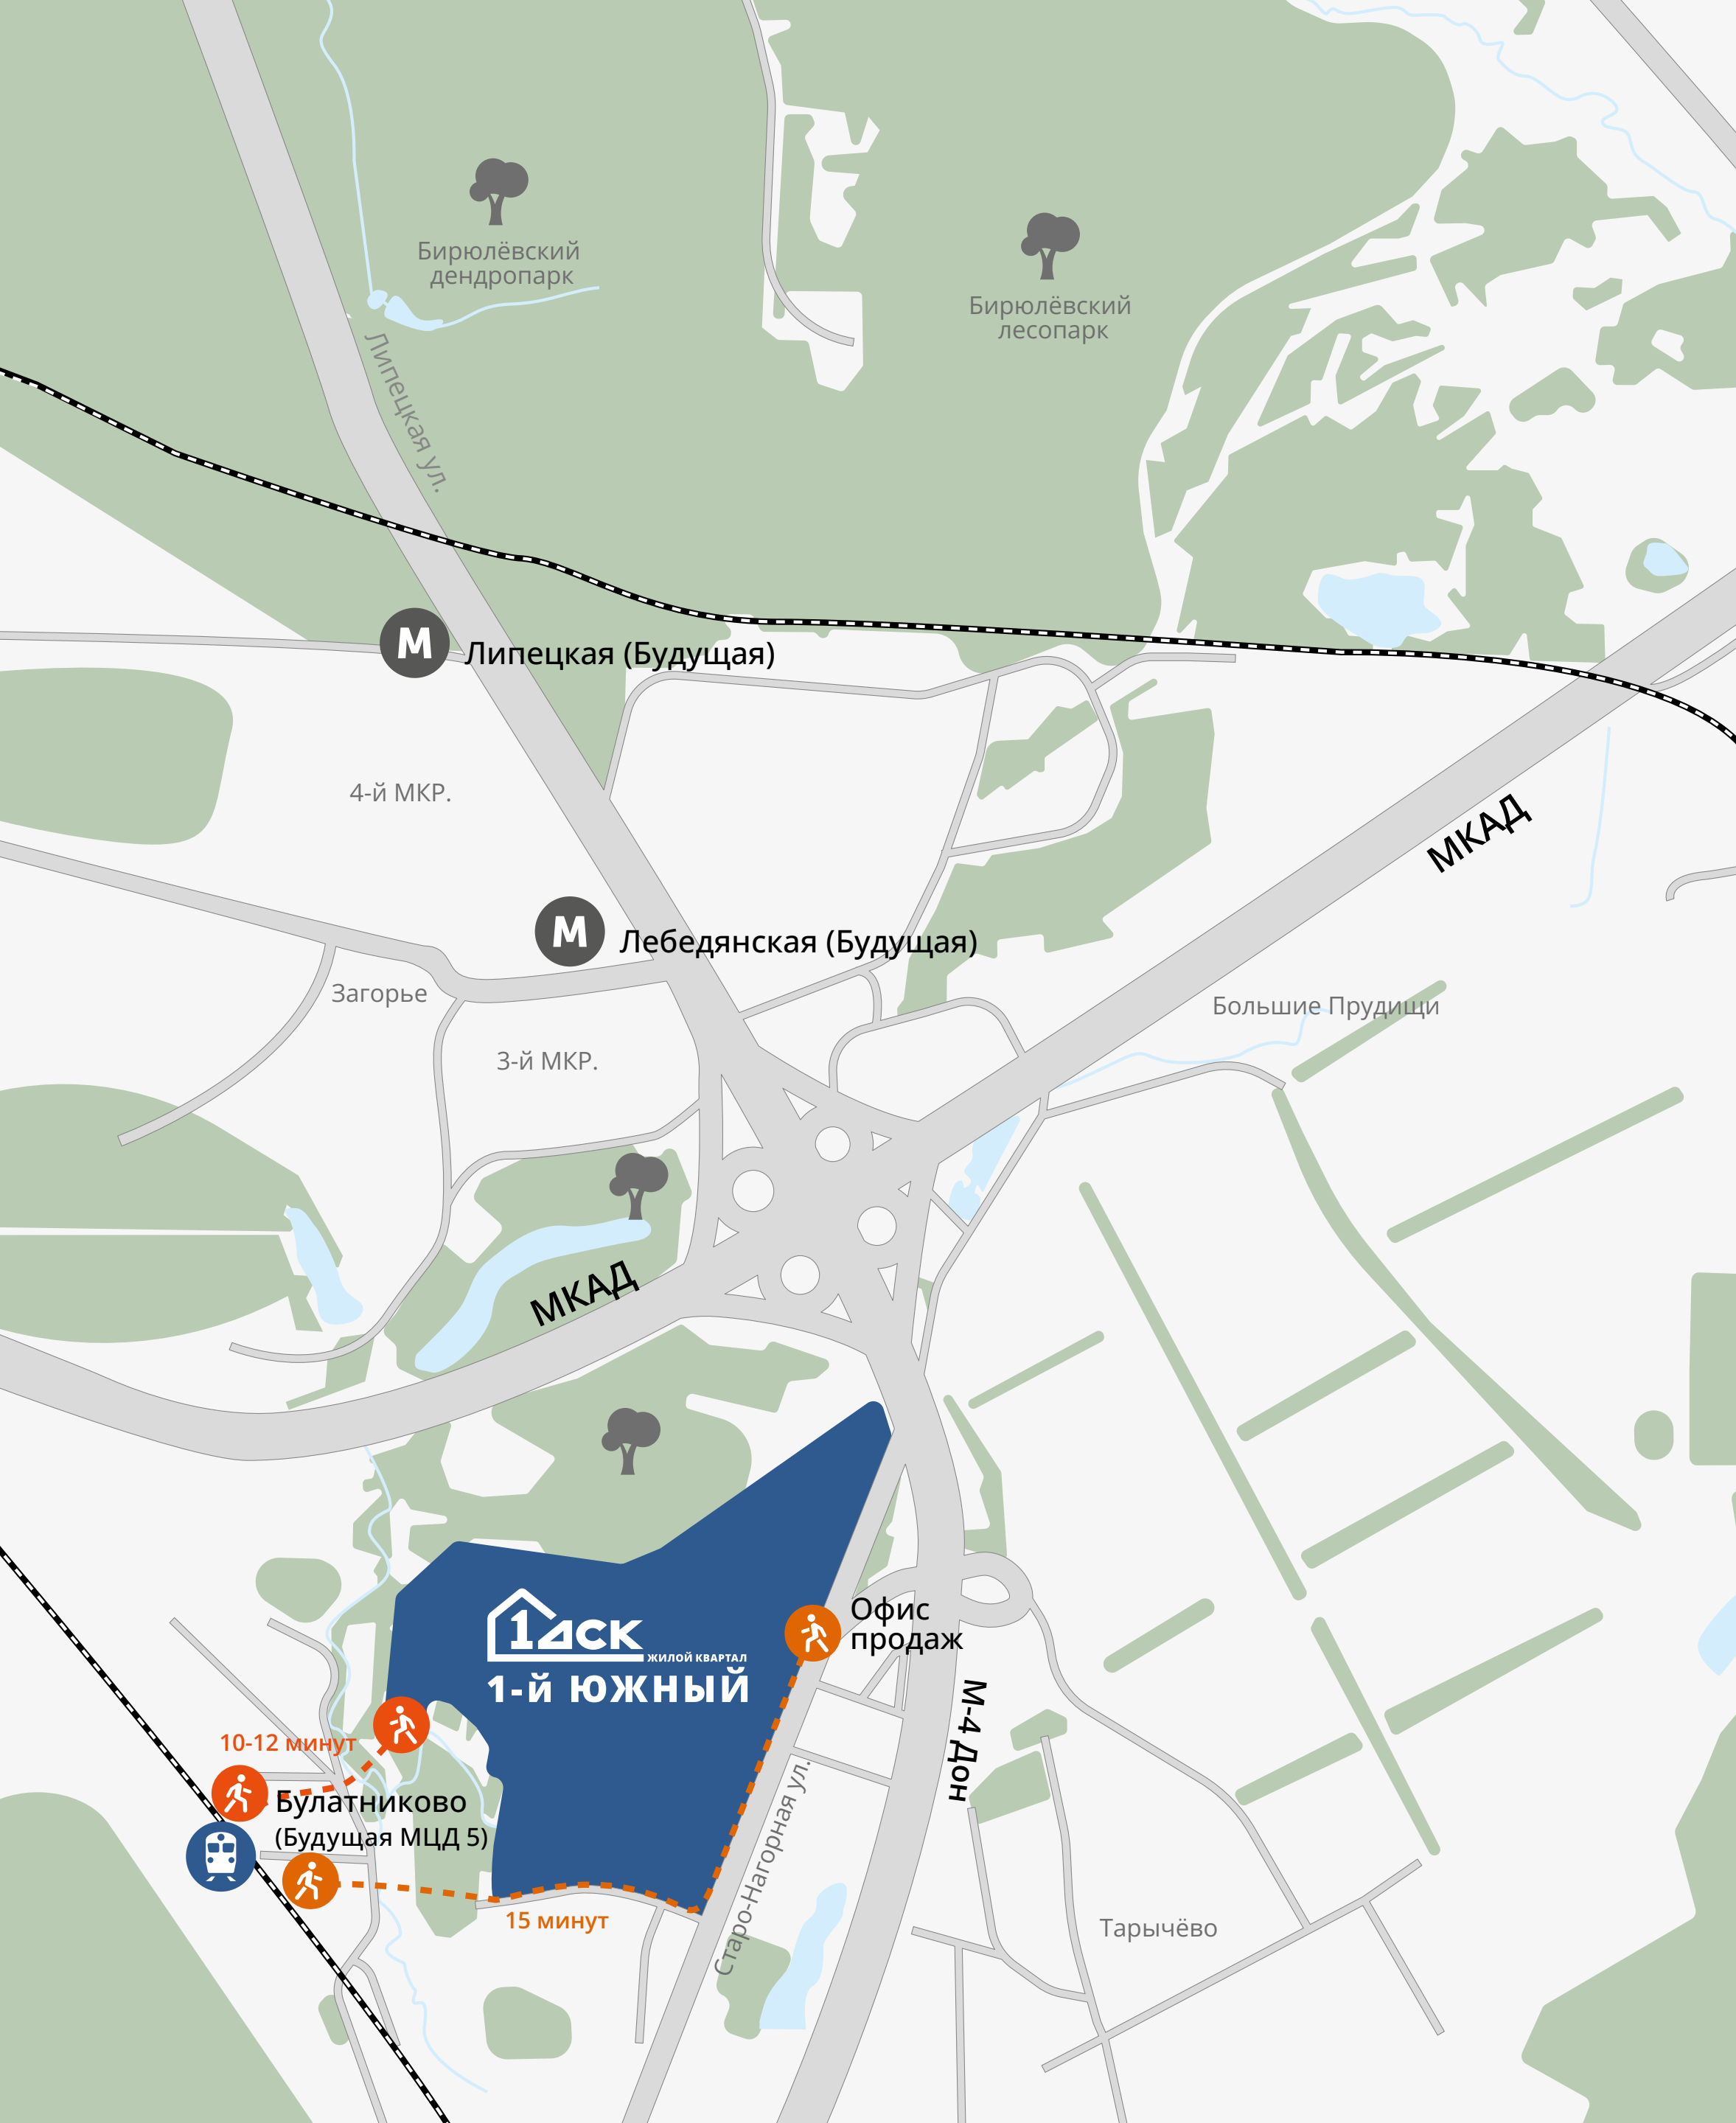 Бирюлёвский
дендропарк
Бирюлёвский
лесопарк
Липецкая ул.
М
Липецкая (Будущая)
4-й МКР.
МКАД
М
Лебедянская (Будущая)
Загорье
Большие Прудищи
3-й МКР.
МКАД
1ДСК
ЖИЛОЙ КВАРТАЛ
1-й ЮЖНЫЙ
Офис
продаж
М-4 Дон
10-12 минут
Булатниково
(Будущая МЦД 5)
15 минут
Старо-Нагорная ул.
Тарычёво